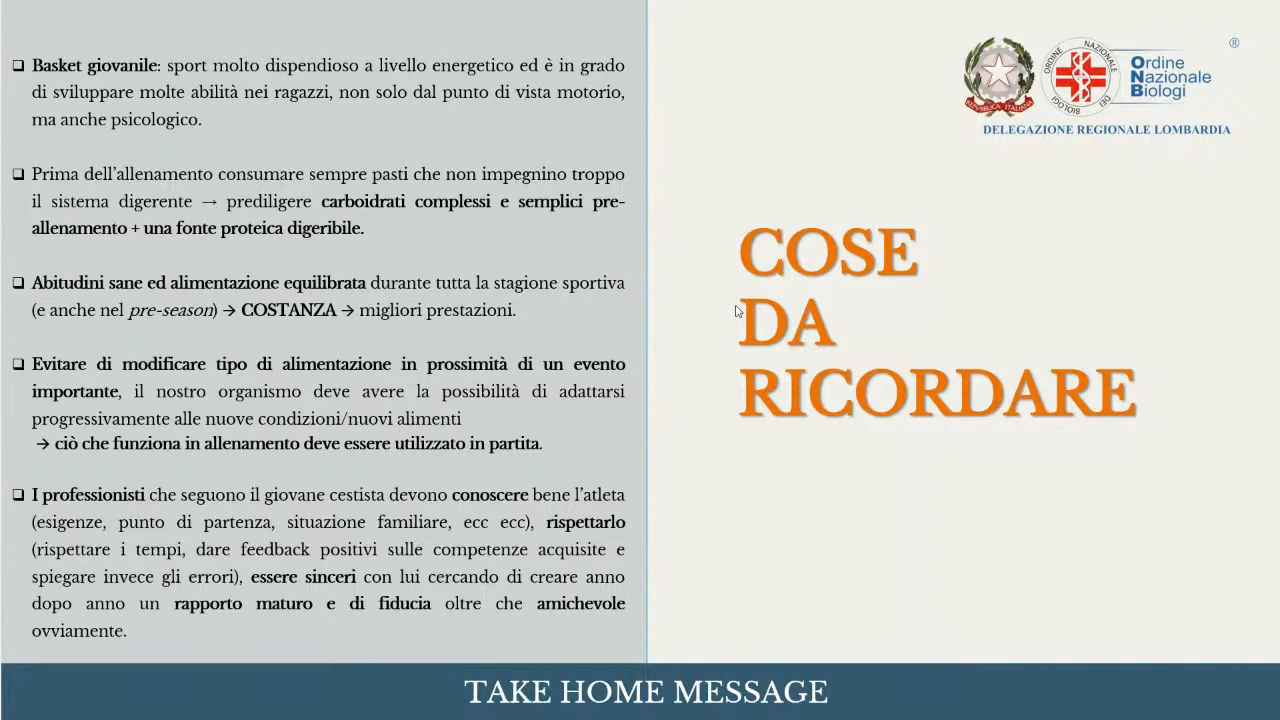 Basket giovanile: sport molto dispendioso a livello energetico ed è in grado
di sviluppare molte abilità nei ragazzi, non solo dal punto di vista motorio,
ma anche psicologico.
Prima dell'allenamento consumare sempre pasti che non impegnino troppo
il sistema digerente → prediligere carboidrati complessi e semplici pre-
allenamento + una fonte proteica digeribile.
Abitudini sane ed alimentazione equilibrata durante tutta la stagione sportiva
(e anche nel pre-season) → COSTANZA → migliori prestazioni.
Evitare di modificare tipo di alimentazione in prossimità di un evento
importante, il nostro organismo deve avere la possibilità di adattarsi
progressivamente alle nuove condizioni/nuovi alimenti
→ ciò che funziona in allenamento deve essere utilizzato in partita.
I professionisti che seguono il giovane cestista devono conoscere bene l'atleta
(esigenze, punto di partenza, situazione familiare, ecc ecc), rispettarlo
(rispettare i tempi, dare feedback positivi sulle competenze acquisite e
spiegare invece gli errori), essere sinceri con lui cercando di creare anno
dopo anno un rapporto maturo e di fiducia oltre che amichevole
ovviamente.
REPUBBLICA ITALIANA
ORDINE NAZIONALE DEI BIOLOGI
Ordine
Nazionale
Biologi
®
DELEGAZIONE REGIONALE LOMBARDIA
COSE
DA
RICORDARE
TAKE HOME MESSAGE